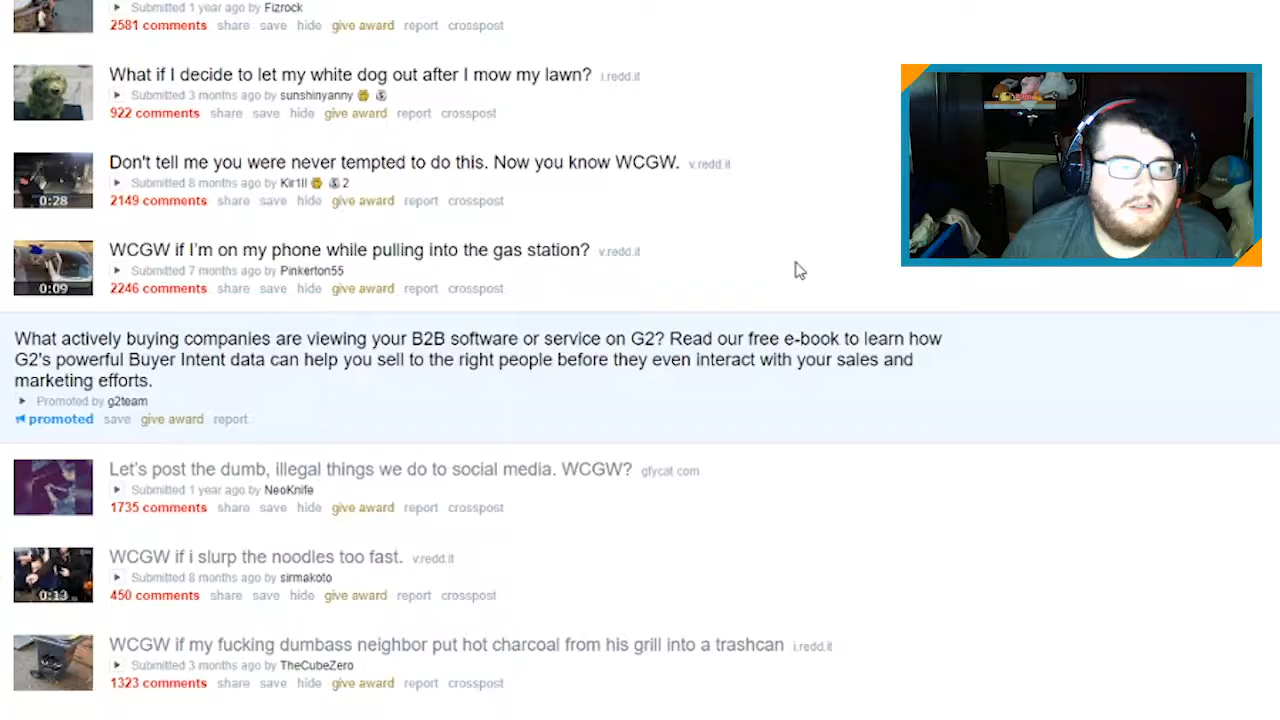 Submitted 1 year ago by Fizrock
2581 comments share save hide give award report crosspost
What if I decide to let my white dog out after I mow my lawn? i.redd.it
Submitted 3 months ago by sunshinyanny
922 comments share save hide give award report crosspost
Don't tell me you were never tempted to do this. Now you know WCGW. v.redd.it
Submitted 8 months ago by Kir1ll 2
0:28
2149 comments share save hide give award report crosspost
WCGW if I'm on my phone while pulling into the gas station? v.redd.it
Submitted 7 months ago by Pinkerton55
0:09
2246 comments share save hide give award report crosspost
What actively buying companies are viewing your B2B software or service on G2? Read our free e-book to learn how
G2's powerful Buyer Intent data can help you sell to the right people before they even interact with your sales and
marketing efforts.
Promoted by g2team
promoted save give award report
Let's post the dumb, illegal things we do to social media. WCGW? gfycat.com
Submitted 1 year ago by NeoKnife
1735 comments share save hide give award report crosspost
WCGW if i slurp the noodles too fast. v.redd.it
Submitted 8 months ago by sirmakoto
0:13
450 comments share save hide give award report crosspost
WCGW if my fucking dumbass neighbor put hot charcoal from his grill into a trashcan i.redd.it
Submitted 3 months ago by TheCubeZero
1323 comments share save hide give award report crosspost